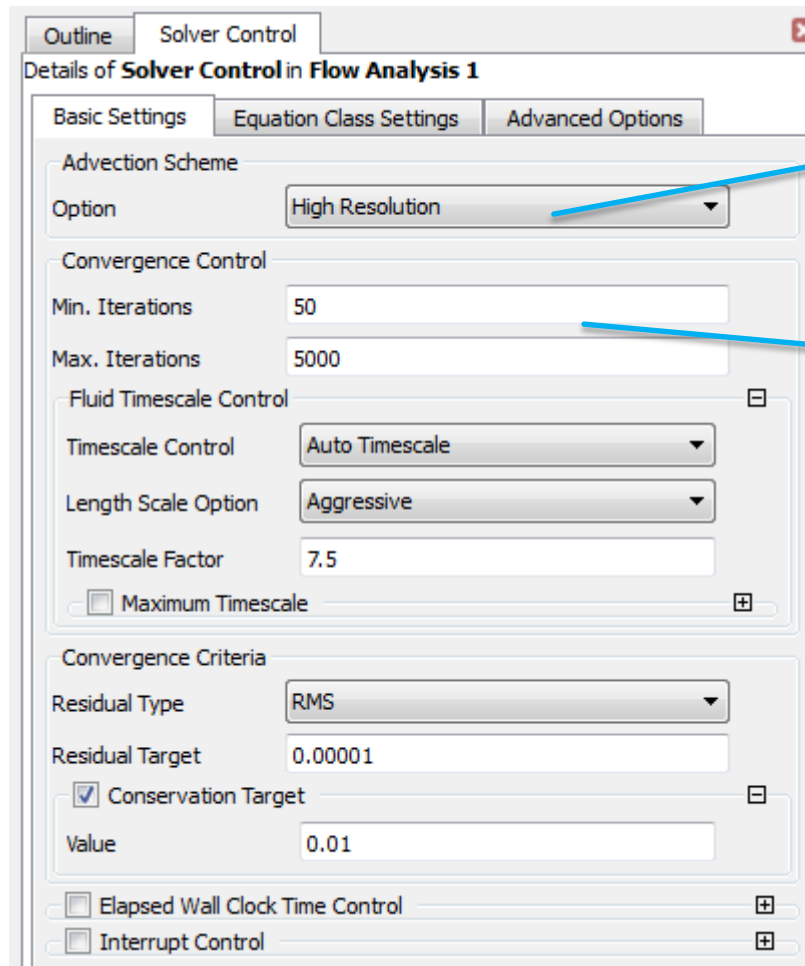 Outline Solver Control
Details of Solver Control in Flow Analysis 1
Basic Settings Equation Class Settings Advanced Options
Advection Scheme
Option High Resolution
Convergence Control
Min. Iterations 50
Max. Iterations 5000
Fluid Timescale Control
Timescale Control Auto Timescale
Length Scale Option Aggressive
Timescale Factor 7.5
Maximum Timescale
Convergence Criteria
Residual Type RMS
Residual Target 0.00001
Conservation Target
Value 0.01
Elapsed Wall Clock Time Control
Interrupt Control